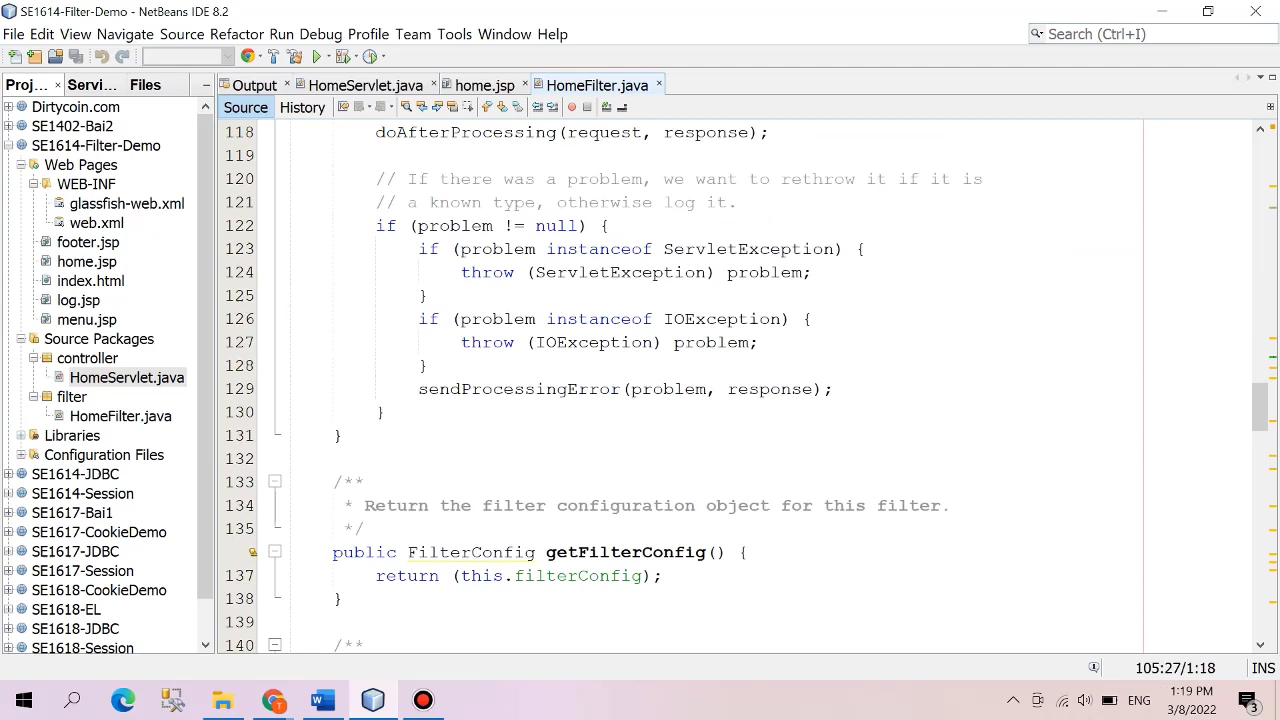 SE1614-Filter-Demo - NetBeans IDE 8.2
File Edit View Navigate Source Refactor Run Debug Profile Team Tools Window Help
Search (Ctrl+I)
Proj... × Servi... Files
Output × HomeServlet.java × home.jsp × HomeFilter.java ×
Source History
Dirtycoin.com
SE1402-Bai2
SE1614-Filter-Demo
Web Pages
WEB-INF
glassfish-web.xml
web.xml
footer.jsp
home.jsp
index.html
log.jsp
menu.jsp
Source Packages
controller
HomeServlet.java
filter
HomeFilter.java
Libraries
Configuration Files
SE1614-JDBC
SE1614-Session
SE1617-Bai1
SE1617-CookieDemo
SE1617-JDBC
SE1617-Session
SE1618-CookieDemo
SE1618-EL
SE1618-JDBC
SE1618-Session
118 doAfterProcessing(request, response);
119
120 // If there was a problem, we want to rethrow it if it is
121 // a known type, otherwise log it.
122 if (problem != null) {
123 if (problem instanceof ServletException) {
124 throw (ServletException) problem;
125 }
126 if (problem instanceof IOException) {
127 throw (IOException) problem;
128 }
129 sendProcessingError(problem, response);
130 }
131 }
132
133 /**
134 * Return the filter configuration object for this filter.
135 */
public FilterConfig getFilterConfig() {
137 return (this.filterConfig);
138 }
139
140 /**
105:27/1:18 INS
ENG
1:19 PM
3/8/2022
3